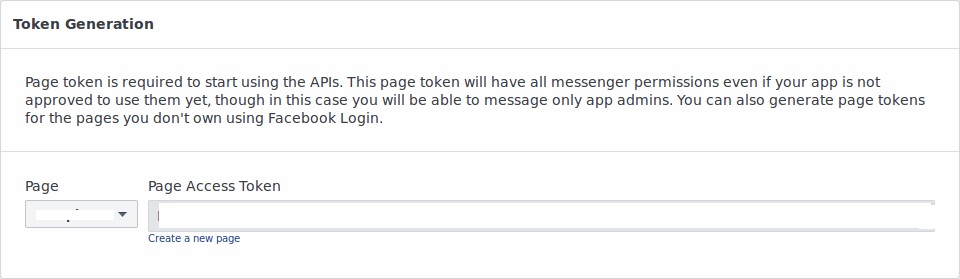 Token Generation
Page token is required to start using the APIs. This page token will have all messenger permissions even if your app is not
approved to use them yet, though in this case you will be able to message only app admins. You can also generate page tokens
for the pages you don't own using Facebook Login.
Page
Page Access Token
Create a new page